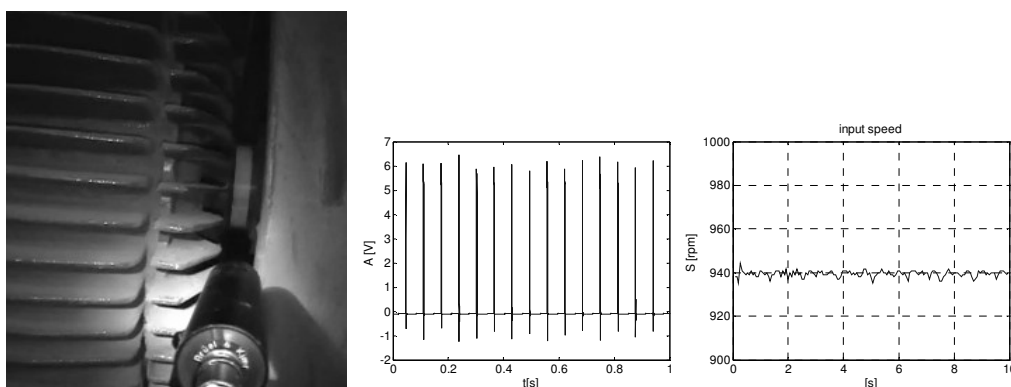 Brüel & Kjær
7
6
5
4
3
2
1
0
-1
-2
A [V]
0 0.2 0.4 0.6 0.8 1
t[s]
input speed
1000
980
960
940
920
900
S [rpm]
0 2 4 6 8 10
[s]